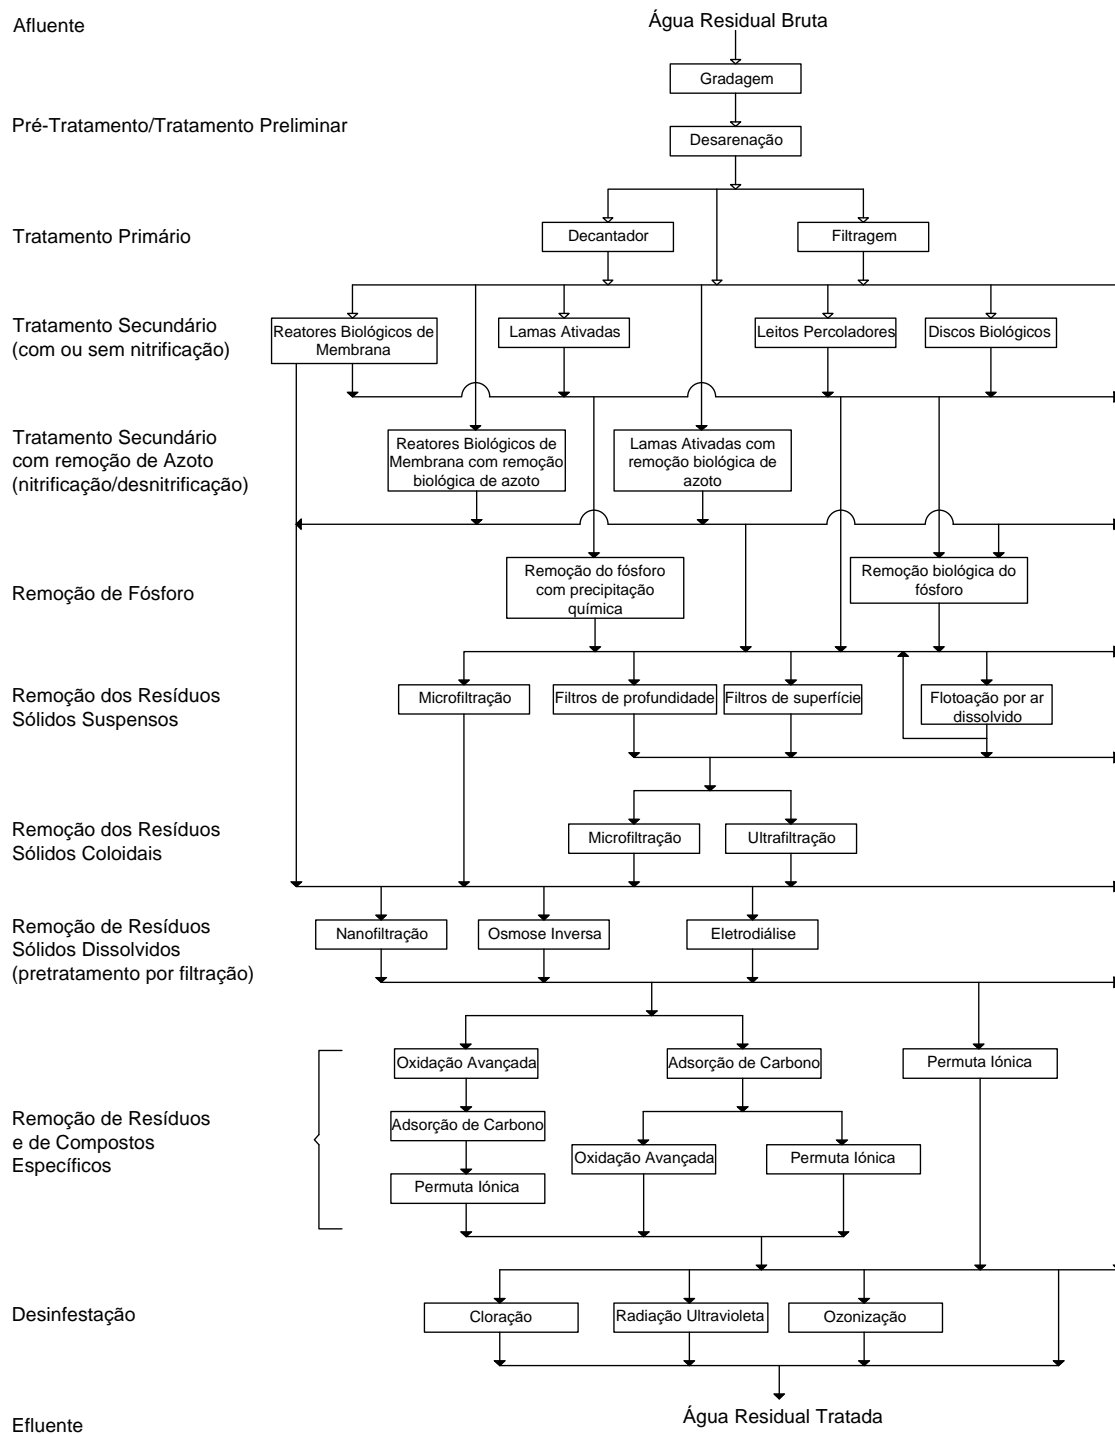 Afluente
Água Residual Bruta
Gradagem
Pré-Tratamento/Tratamento Preliminar
Desarenação
Tratamento Primário
Decantador
Filtragem
Tratamento Secundário
(com ou sem nitrificação)
Reatores Biológicos de
Membrana
Lamas Ativadas
Leitos Percoladores
Discos Biológicos
Tratamento Secundário
com remoção de Azoto
(nitrificação/desnitrificação)
Reatores Biológicos de
Membrana com remoção
biológica de azoto
Lamas Ativadas com
remoção biológica de
azoto
Remoção de Fósforo
Remoção do fósforo
com precipitação
química
Remoção biológica do
fósforo
Remoção dos Resíduos
Sólidos Suspensos
Microfiltração
Filtros de profundidade
Filtros de superfície
Flotoação por ar
dissolvido
Remoção dos Resíduos
Sólidos Coloidais
Microfiltração
Ultrafiltração
Remoção de Resíduos
Sólidos Dissolvidos
(pretratamento por filtração)
Nanofiltração
Osmose Inversa
Eletrodiálise
Remoção de Resíduos
e de Compostos
Específicos
Oxidação Avançada
Adsorção de Carbono
Permuta Iónica
Adsorção de Carbono
Oxidação Avançada
Permuta Iónica
Permuta Iónica
Desinfestação
Cloração
Radiação Ultravioleta
Ozonização
Efluente
Água Residual Tratada